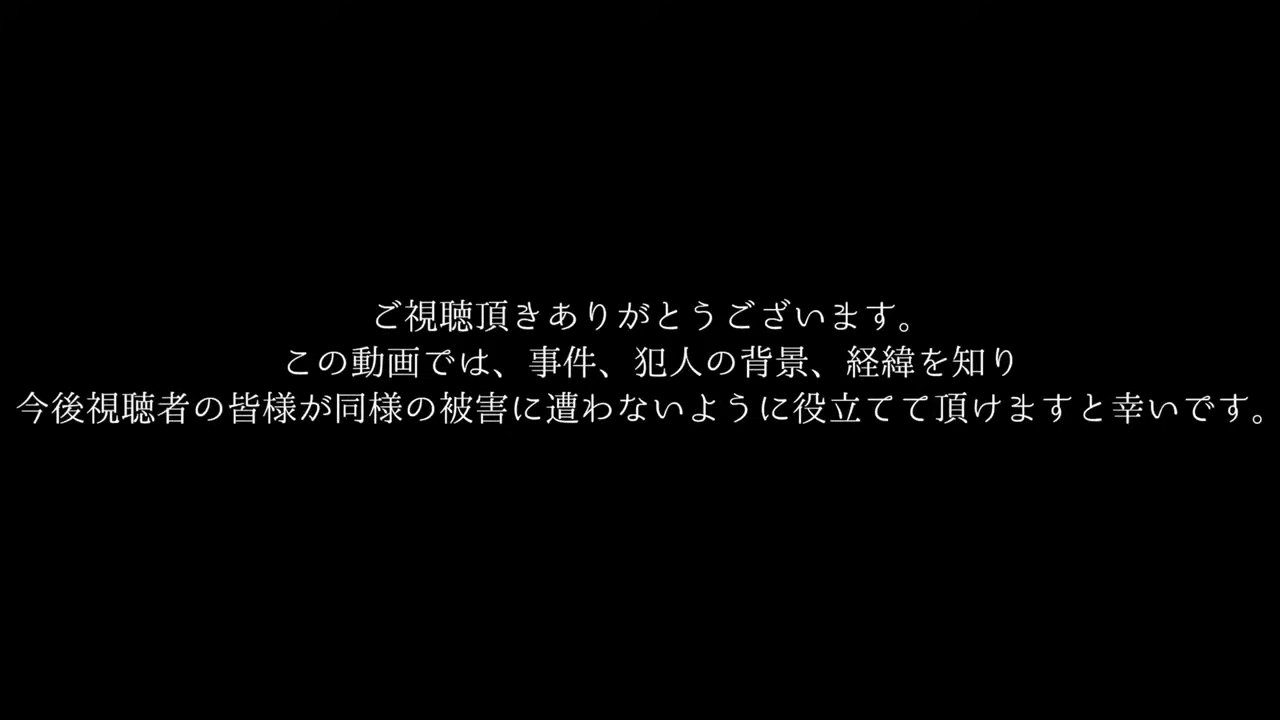 ご視聴頂きありがとうございます。
この動画では、事件、犯人の背景、経緯を知り
今後視聴者の皆様が同様の被害に遭わないように役立てて頂けますと幸いです。